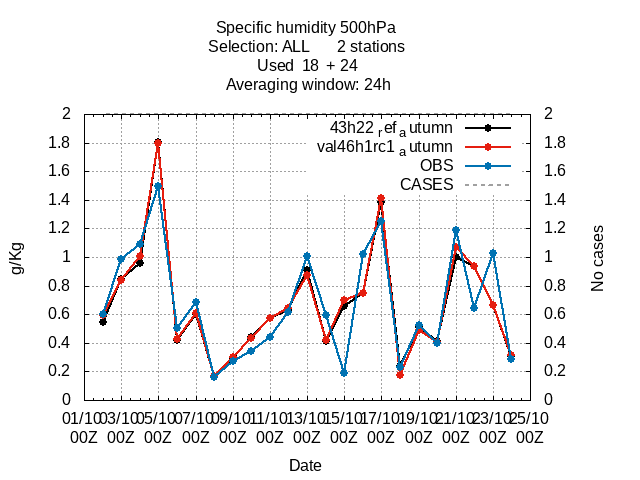 Specific humidity 500hPa
Selection: ALL 2 stations
Used 18 + 24
Averaging window: 24h
2 2
1.8 1.8
1.6 1.6
1.4 1.4
1.2 1.2
1 1
0.8 0.8
0.6 0.6
0.4 0.4
0.2 0.2
0 0
43h22 ref autumn
val46h1rc1 autumn
OBS
CASES
g/Kg
No cases
01/10 03/10 05/10 07/10 09/10 11/10 13/10 15/10 17/10 19/10 21/10 23/10 25/10
00Z 00Z 00Z 00Z 00Z 00Z 00Z 00Z 00Z 00Z 00Z 00Z 00Z
Date